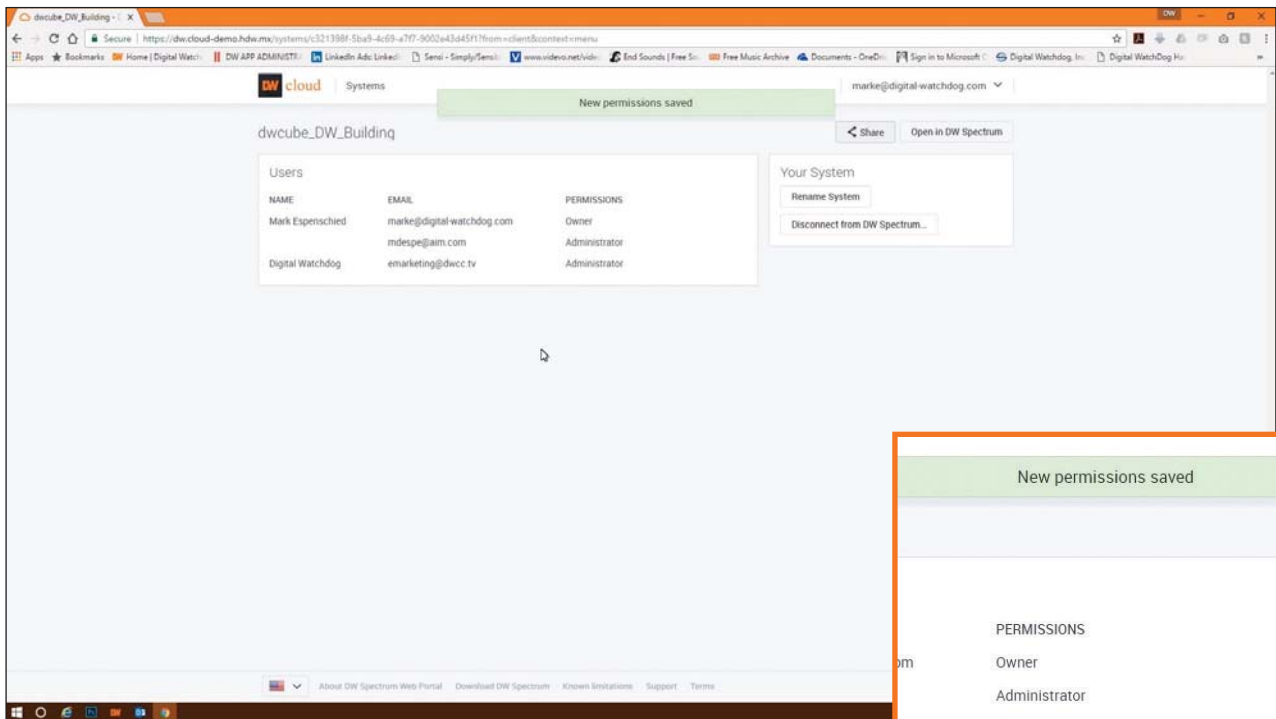 dwcube_DW_Building -
DW
Secure | https://dw.cloud-demo.hdw.mx/systems/c321398f-5ba9-4c69-a7f7-9002e43d45f1?from=client&context=menu
Apps Bookmarks Home | Digital Watch DW APP ADMINISTR LinkedIn Ads: Linked Sensi - Simply/Sensi www.videvo.net/vide End Sounds | Free So Free Music Archive Documents - OneDri Sign in to Microsoft Digital Watchdog, Inc Digital WatchDog Ho
DW cloud Systems marke@digital-watchdog.com
New permissions saved
dwcube_DW_Building Share Open in DW Spectrum
Users Your System
NAME EMAIL PERMISSIONS Rename System
Mark Espenschied marke@digital-watchdog.com Owner Disconnect from DW Spectrum...
mdespe@aim.com Administrator
Digital Watchdog emarketing@dwcc.tv Administrator
New permissions saved
PERMISSIONS
om Owner
Administrator
About DW Spectrum Web Portal Download DW Spectrum Known limitations Support Terms